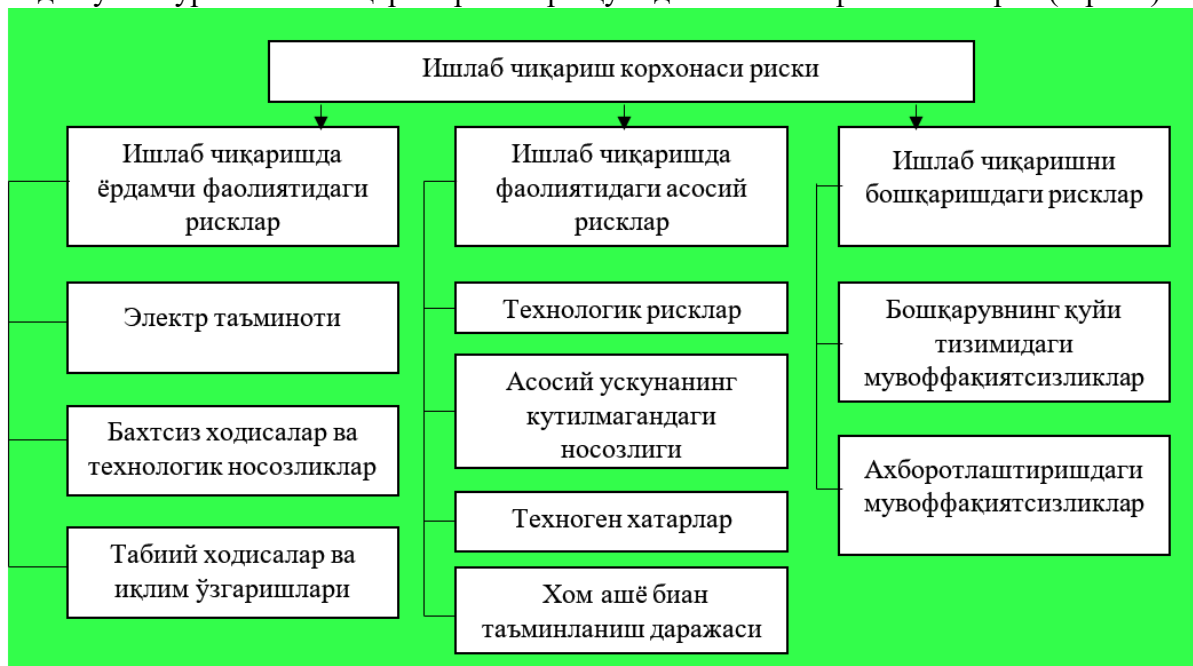 Ишлаб чиқариш корхонаси риски
Ишлаб чиқаришда
ёрдамчи фаолиятидаги
рисклар
Электр таъминоти
Бахтсиз ходисалар ва
технологик носозликлар
Табиий ходисалар ва
иқлим ўзгаришлари
Ишлаб чиқаришда
фаолиятидаги асосий
рисклар
Технологик рисклар
Асосий ускунанинг
кутилмагандаги
носозлиги
Техноген хатарлар
Хом ашё биан
таъминланиш даражаси
Ишлаб чиқаришни
бошқаришдаги рисклар
Бошқарувнинг қуйи
тизимидаги
мувоффақиятсизликлар
Ахборотлаштиришдаги
мувоффақиятсизликлар